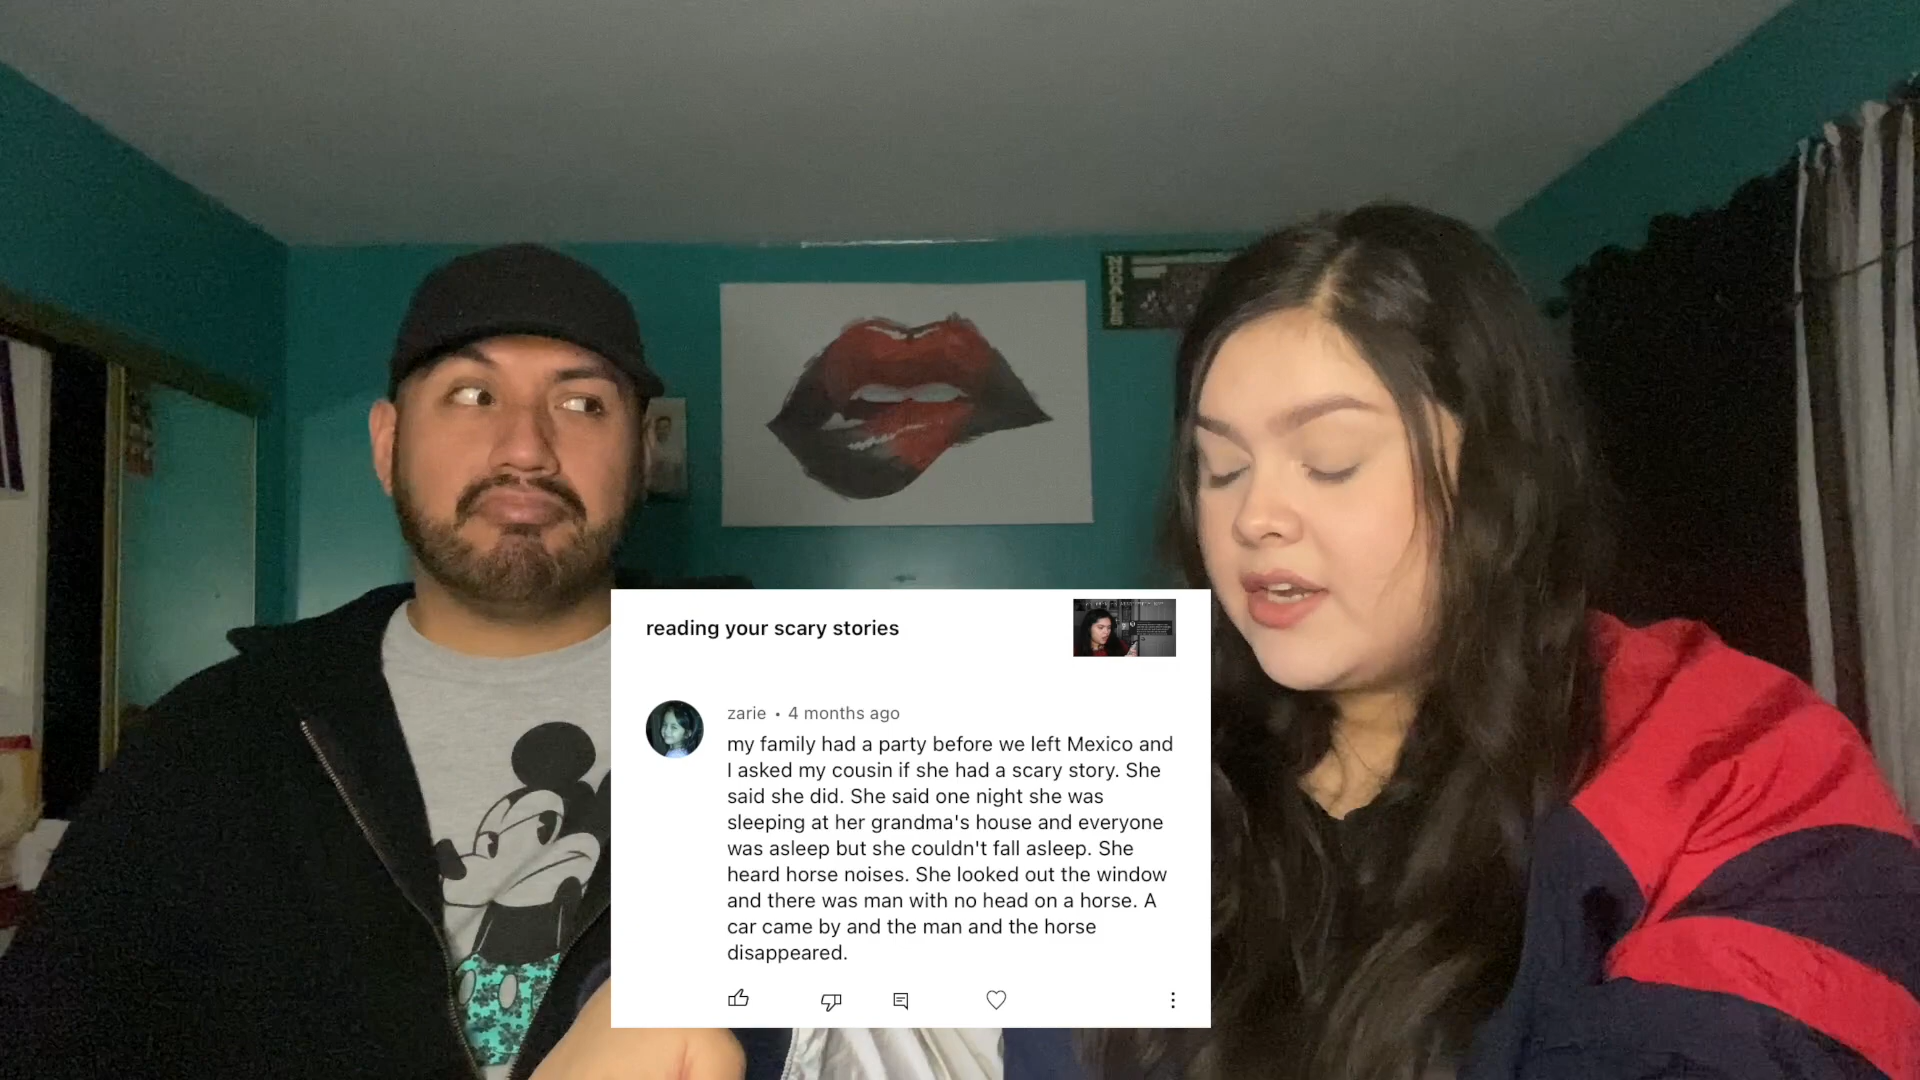 reading your scary stories
zarie • 4 months ago
my family had a party before we left Mexico and
I asked my cousin if she had a scary story. She
said she did. She said one night she was
sleeping at her grandma's house and everyone
was asleep but she couldn't fall asleep. She
heard horse noises. She looked out the window
and there was man with no head on a horse. A
car came by and the man and the horse
disappeared.